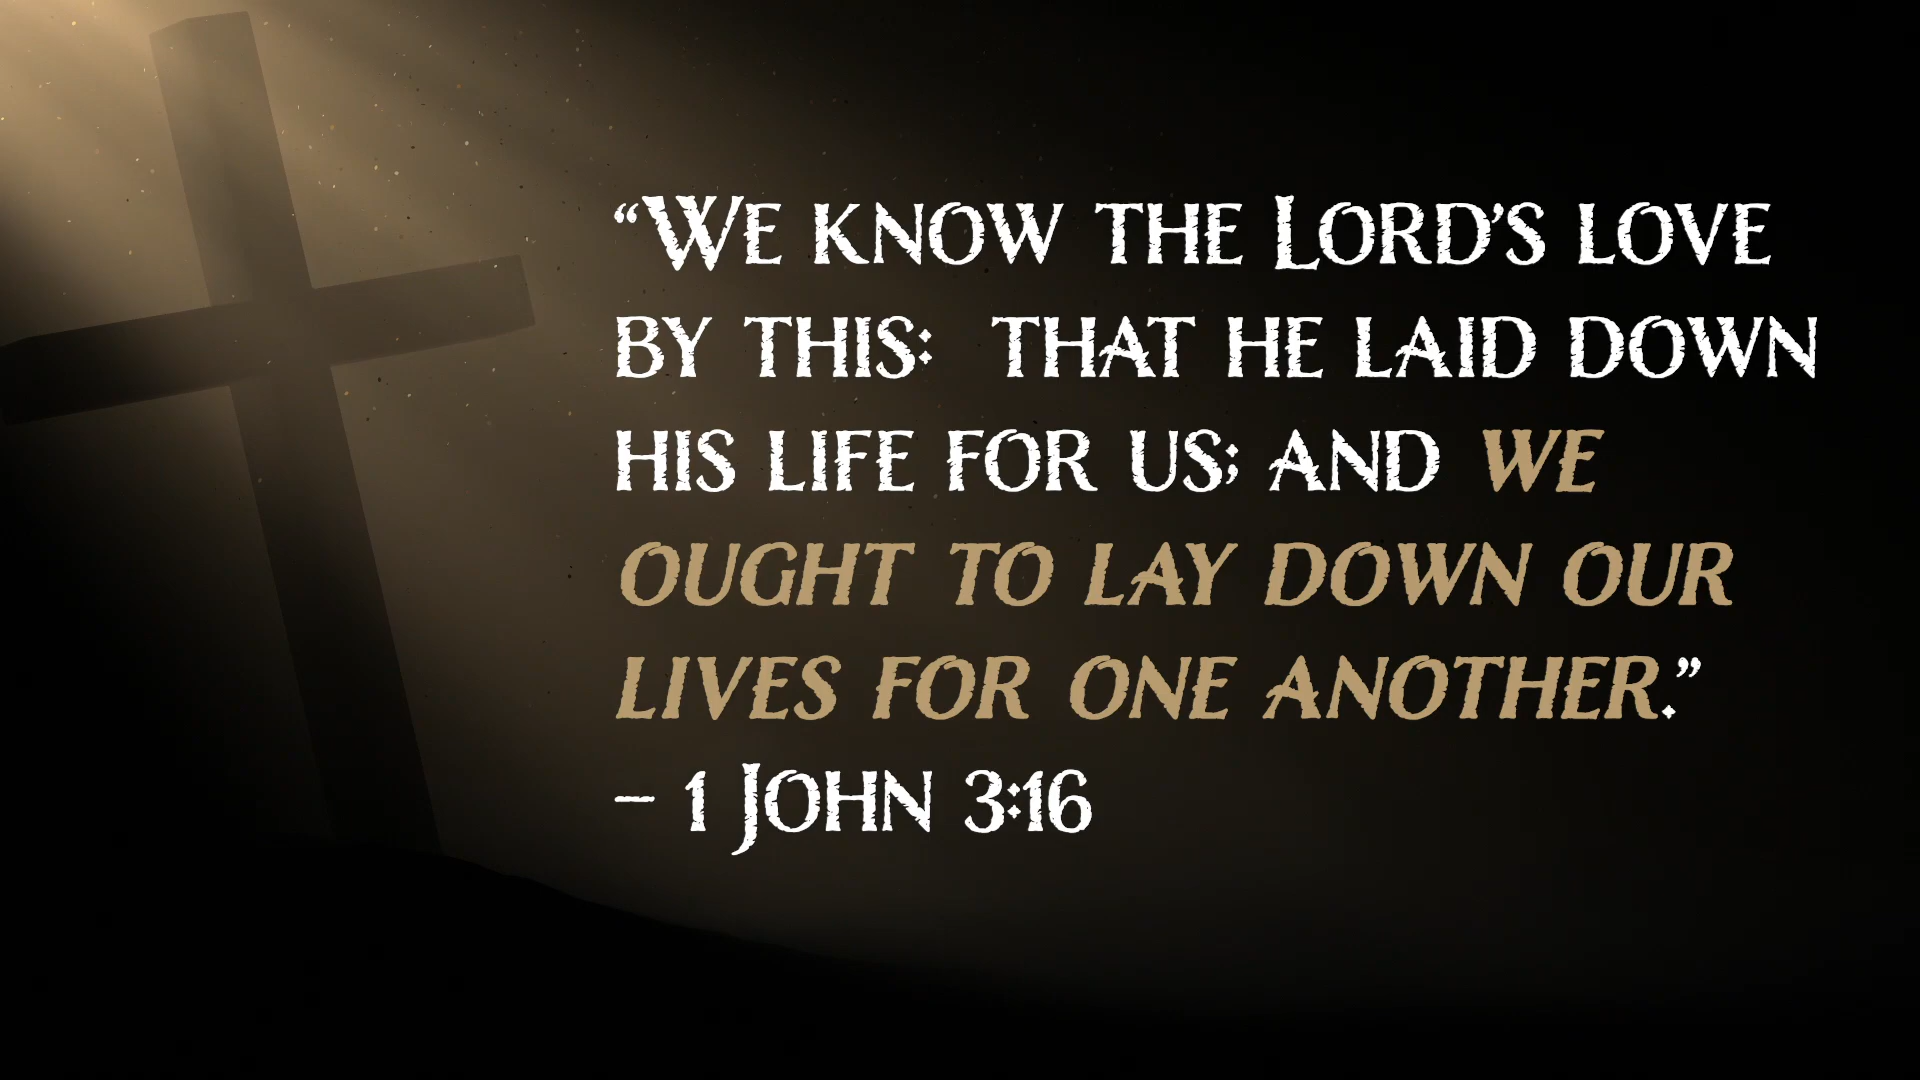 “We know the Lord’s love
by this:  that he laid down
his life for us; and we
ought to lay down our
lives for one another.”
– 1 John 3:16